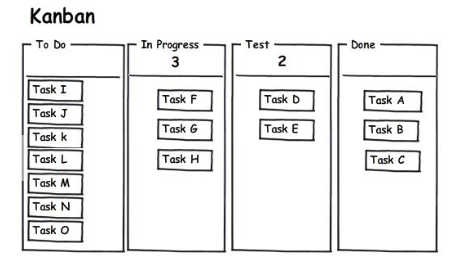 Kanban
To Do
In Progress
3
Test
2
Done
Task I
Task J
Task k
Task L
Task M
Task N
Task O
Task F
Task G
Task H
Task D
Task E
Task A
Task B
Task C